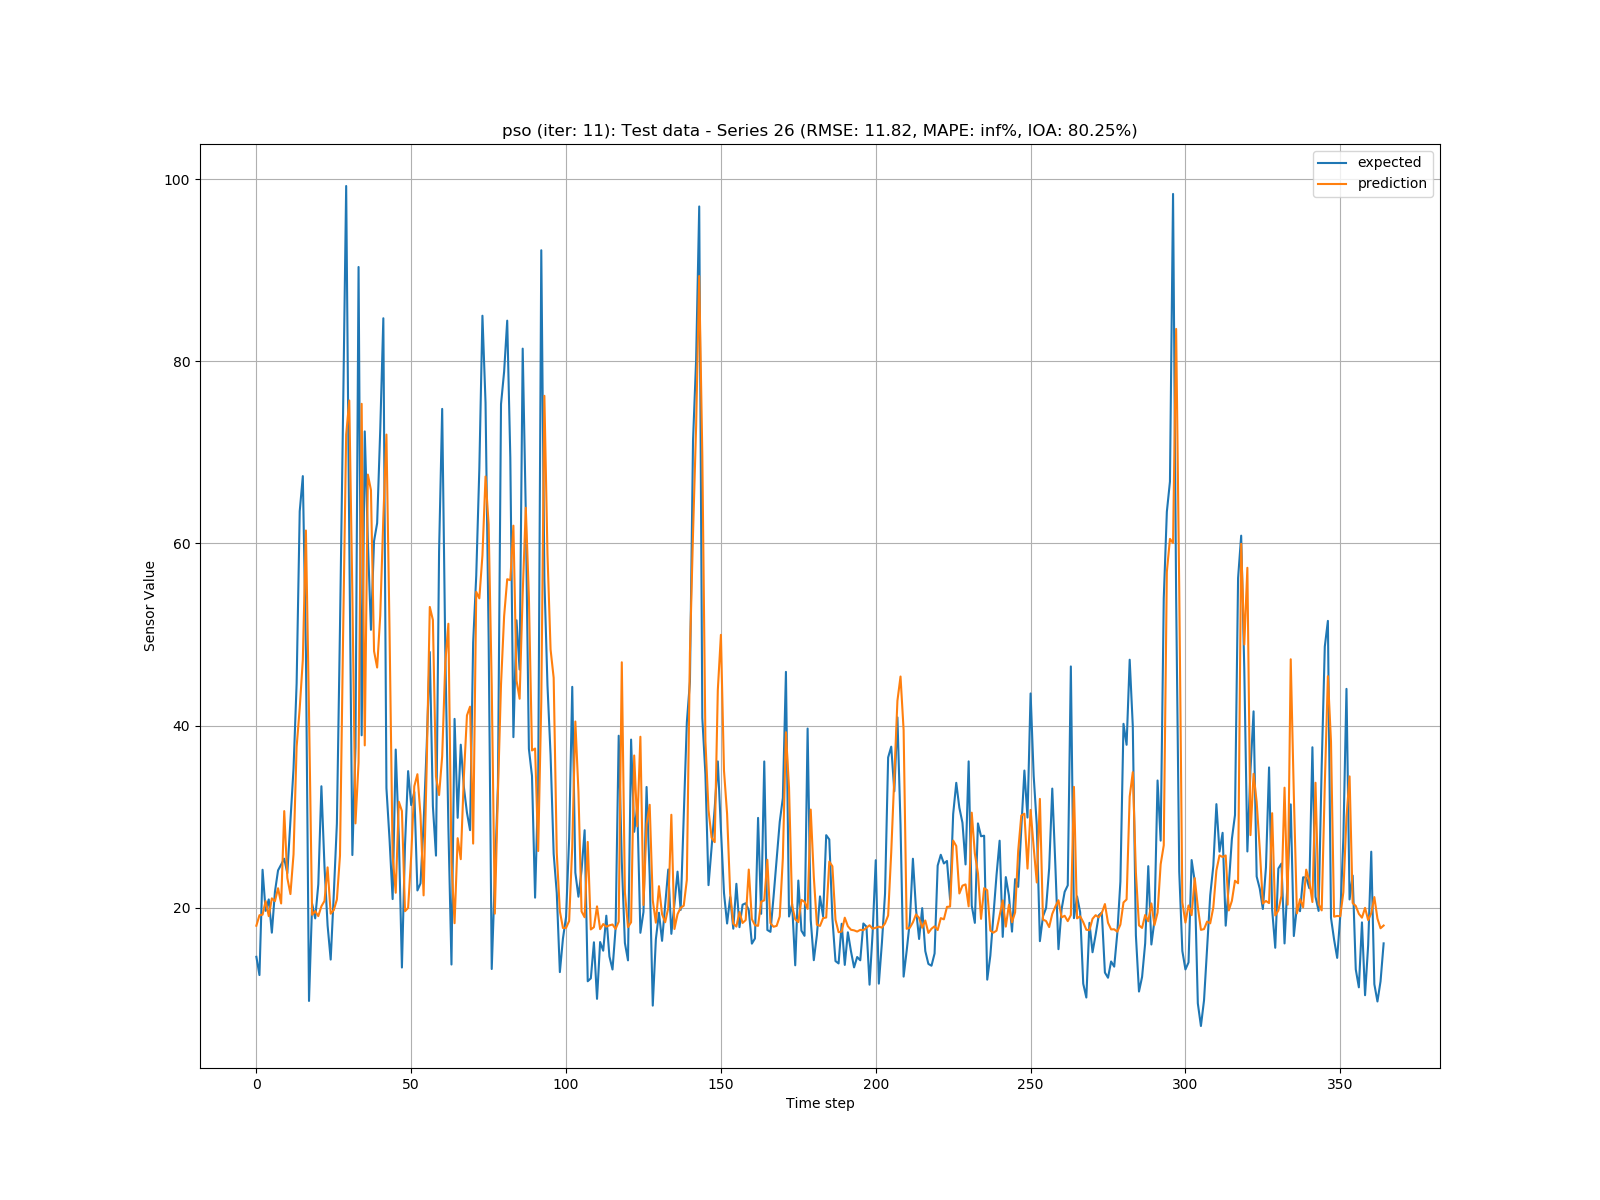 pso (iter: 11): Test data - Series 26 (RMSE: 11.82, MAPE: inf%, IOA: 80.25%)
expected
prediction
100
80
60
40
20
Sensor Value
0 50 100 150 200 250 300 350
Time step